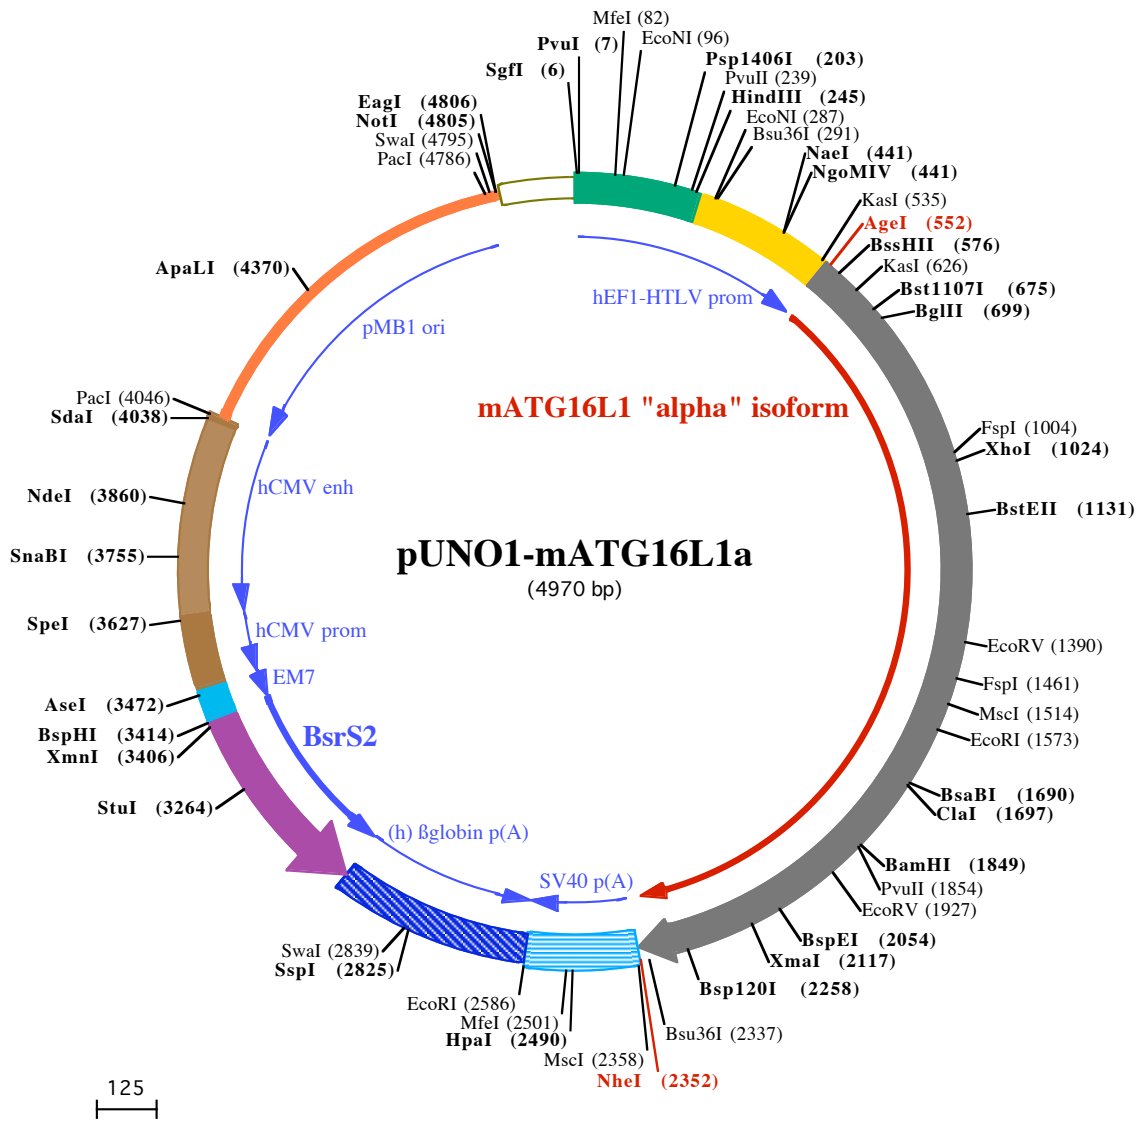 MfeI (82)
PvuI (7)
EcoNI (96)
SgfI (6)
Psp1406I (203)
PvuII (239)
HindIII (245)
EcoNI (287)
Bsu36I (291)
NaeI (441)
NgoMIV (441)
KasI (535)
AgeI (552)
BssHII (576)
KasI (626)
Bst1107I (675)
BglII (699)
FspI (1004)
XhoI (1024)
BstEII (1131)
EcoRV (1390)
FspI (1461)
MscI (1514)
EcoRI (1573)
BsaBI (1690)
ClaI (1697)
BamHI (1849)
PvuII (1854)
EcoRV (1927)
BspEI (2054)
XmaI (2117)
Bsp120I (2258)
Bsu36I (2337)
NheI (2352)
MscI (2358)
HpaI (2490)
MfeI (2501)
EcoRI (2586)
SspI (2825)
SwaI (2839)
StuI (3264)
XmnI (3406)
BspHI (3414)
AseI (3472)
SpeI (3627)
SnaBI (3755)
NdeI (3860)
SdaI (4038)
PacI (4046)
ApaLI (4370)
PacI (4786)
SwaI (4795)
NotI (4805)
EagI (4806)
hEF1-HTLV prom
mATG16L1 "alpha" isoform
SV40 p(A)
(h) ßglobin p(A)
BsrS2
EM7
hCMV prom
hCMV enh
pMB1 ori
pUNO1-mATG16L1a
(4970 bp)
125